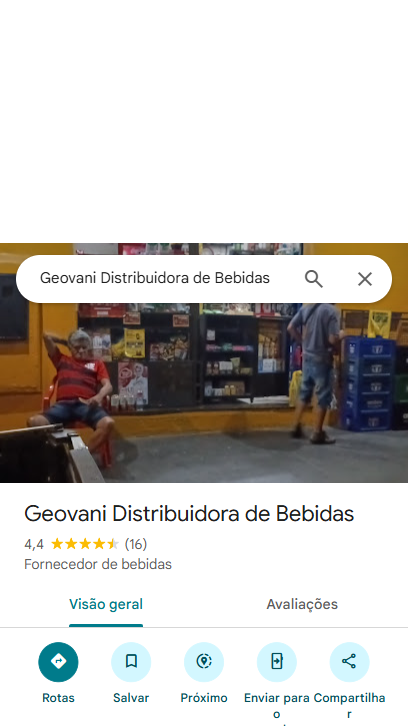 Geovani Distribuidora de Bebidas
Geovani Distribuidora de Bebidas
4,4 (16)
Fornecedor de bebidas
Visão geral
Avaliações
Rotas
Salvar
Próximo
Enviar para o
Compartilhar